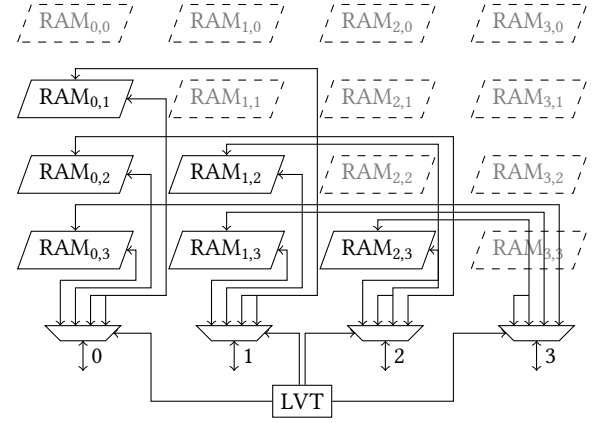 RAM0,0 RAM1,0 RAM2,0 RAM3,0
RAM0,1 RAM1,1 RAM2,1 RAM3,1
RAM0,2 RAM1,2 RAM2,2 RAM3,2
RAM0,3 RAM1,3 RAM2,3 RAM3,3
0 1 2 3
LVT